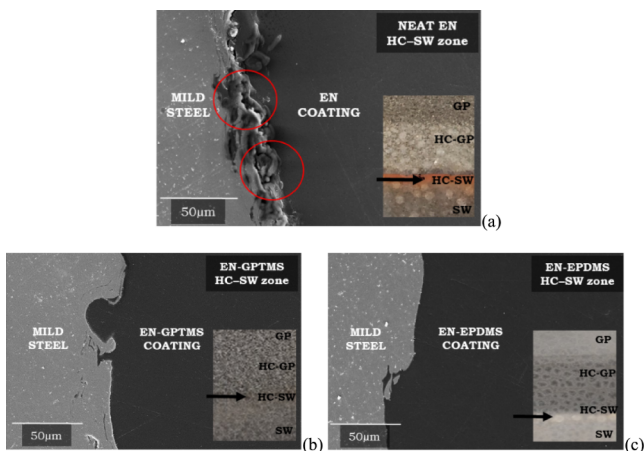 NEAT EN
HC–SW zone
MILD
STEEL
EN
COATING
GP
HC-GP
HC-SW
SW
50µm
(a)
EN-GPTMS
HC–SW zone
MILD
STEEL
EN-GPTMS
COATING
GP
HC-GP
HC-SW
SW
50µm
(b)
EN-EPDMS
HC–SW zone
MILD
STEEL
EN-EPDMS
COATING
GP
HC-GP
HC-SW
SW
50µm
(c)